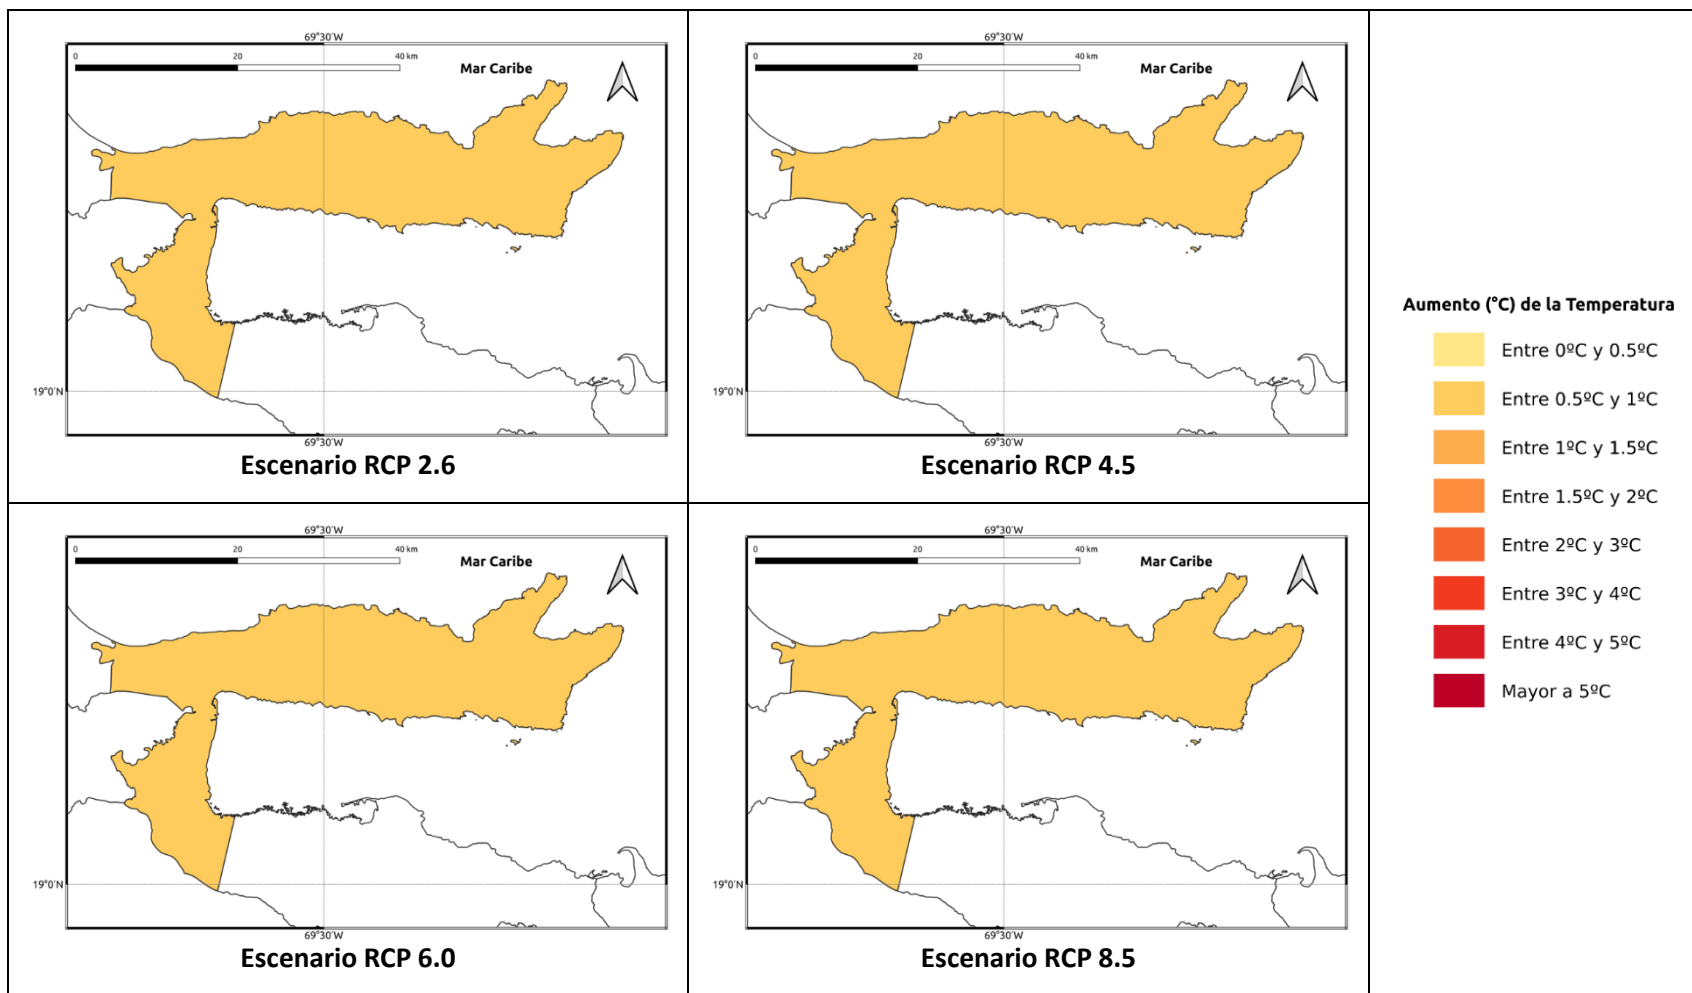 69°30'W
0 20 40 km
Mar Caribe
19°0'N
69°30'W
Escenario RCP 2.6
69°30'W
0 20 40 km
Mar Caribe
19°0'N
69°30'W
Escenario RCP 4.5
69°30'W
0 20 40 km
Mar Caribe
19°0'N
69°30'W
Escenario RCP 6.0
69°30'W
0 20 40 km
Mar Caribe
19°0'N
69°30'W
Escenario RCP 8.5
Aumento (°C) de la Temperatura
Entre 0ºC y 0.5ºC
Entre 0.5ºC y 1ºC
Entre 1ºC y 1.5ºC
Entre 1.5ºC y 2ºC
Entre 2ºC y 3ºC
Entre 3ºC y 4ºC
Entre 4ºC y 5ºC
Mayor a 5ºC